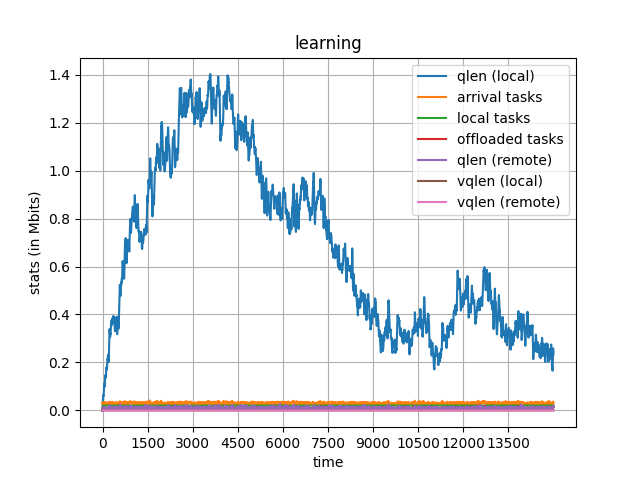 learning
stats (in Mbits)
1.4
1.2
1.0
0.8
0.6
0.4
0.2
0.0
qlen (local)
arrival tasks
local tasks
offloaded tasks
qlen (remote)
vqlen (local)
vqlen (remote)
0 1500 3000 4500 6000 7500 9000 10500 12000 13500
time